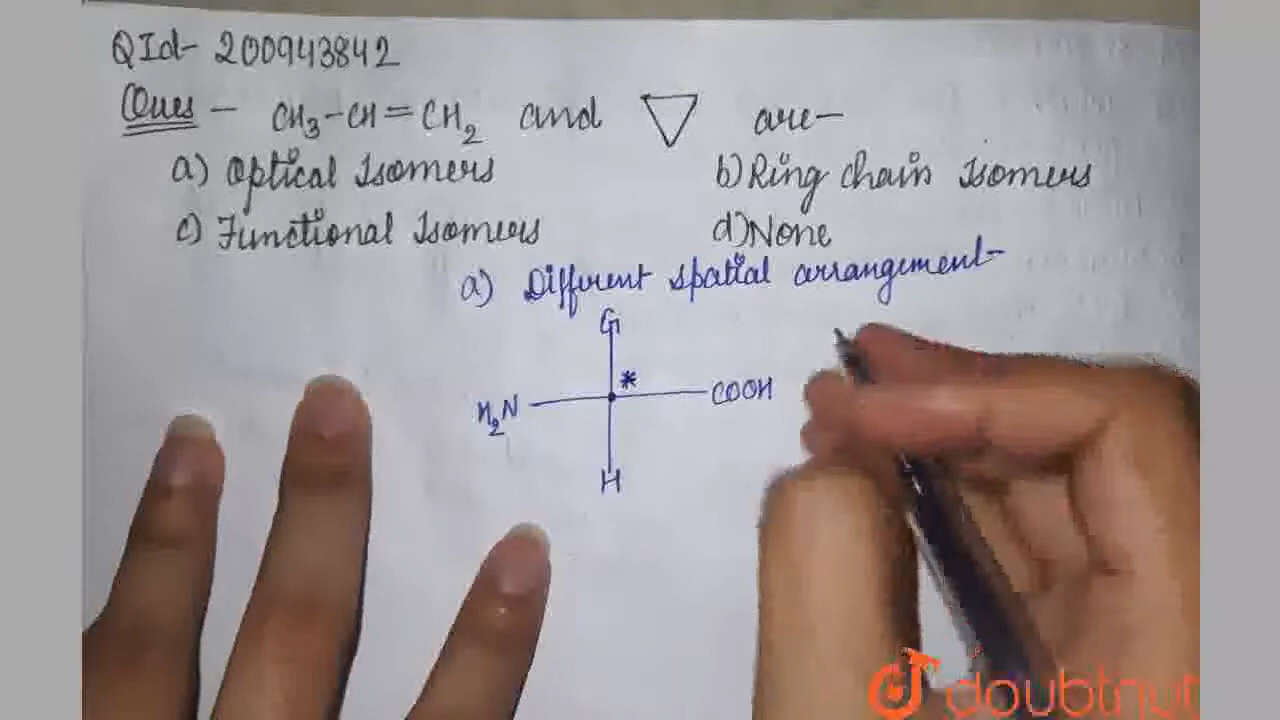 QId- 200943842
Ques - CH3-CH=CH2 and ▽ are-
a) Optical Isomers b) Ring Chain Isomers
c) Functional Isomers d) None
a) Different spatial arrangement-
G
*
H2N COOH
H
doubtnut